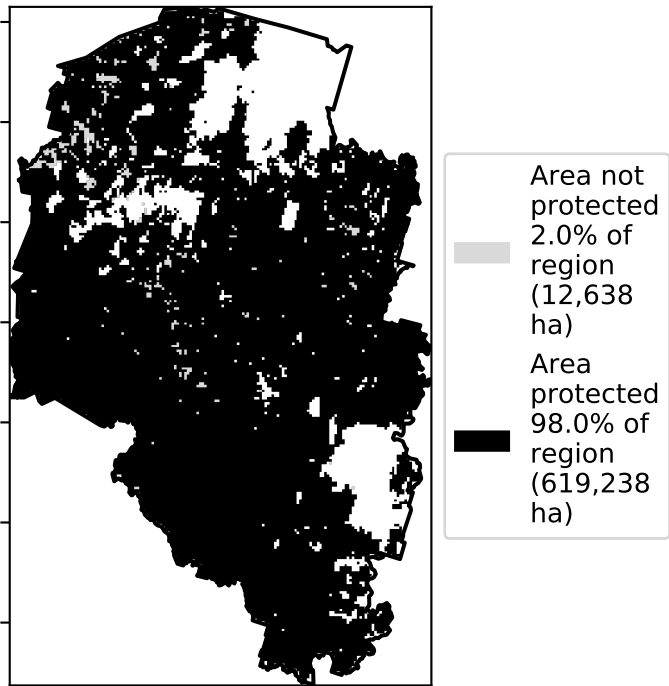 Area not
protected
2.0% of
region
(12,638
ha)
Area
protected
98.0% of
region
(619,238
ha)